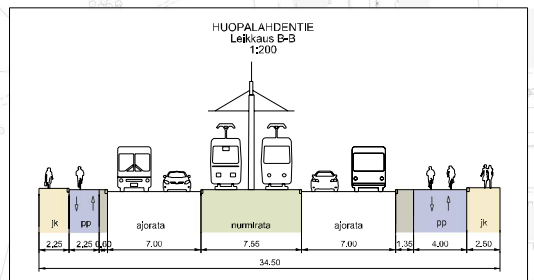 HUOPALAHDENTIE
Leikkaus B-B
1:200
jk pp ajorata nurmirata ajorata pp jk
2,25 2,25 0,60 7.00 7.55 7.00 1,35 4.00 2.50
34.50